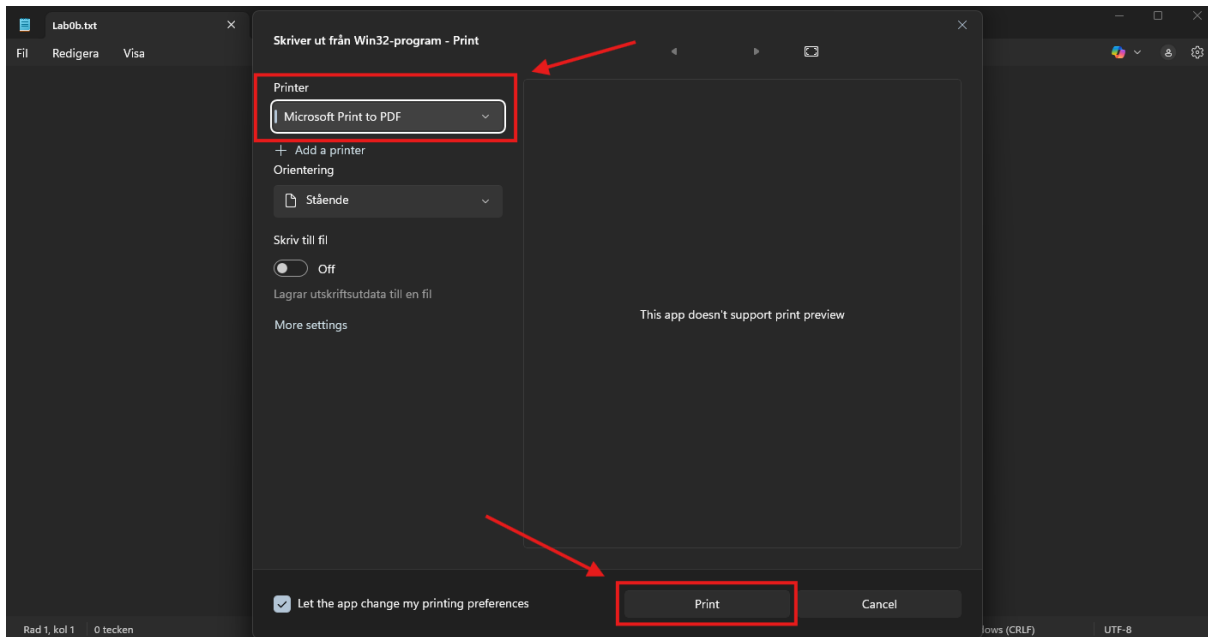 Lab0b.txt
Fil Redigera Visa
Skriver ut från Win32-program - Print
Printer
Microsoft Print to PDF
Add a printer
Orientering
Stående
Skriv till fil
Off
Lagrar utskriftsutdata till en fil
More settings
This app doesn't support print preview
Let the app change my printing preferences
Print
Cancel
Rad 1, kol 1 0 tecken
lows (CRLF) UTF-8